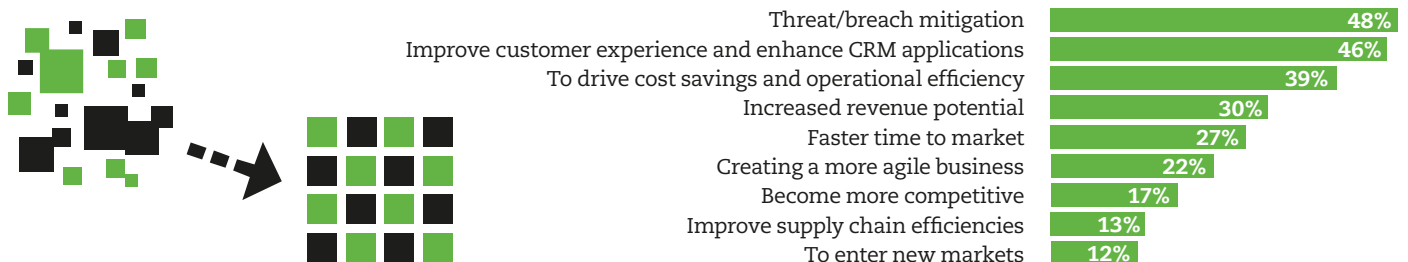 Threat/breach mitigation 48%
Improve customer experience and enhance CRM applications 46%
To drive cost savings and operational efficiency 39%
Increased revenue potential 30%
Faster time to market 27%
Creating a more agile business 22%
Become more competitive 17%
Improve supply chain efficiencies 13%
To enter new markets 12%